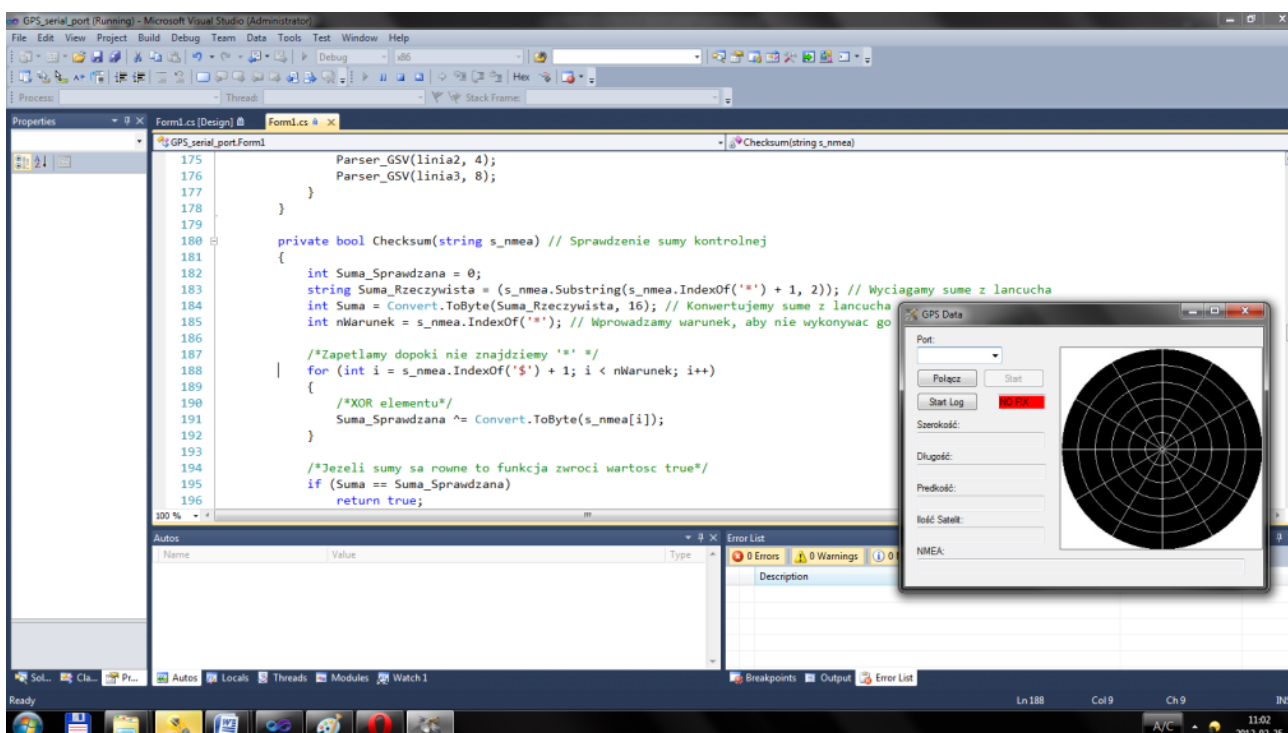 GPS_serial_port (Running) - Microsoft Visual Studio (Administrator)
File Edit View Project Build Debug Team Data Tools Test Window Help
Debug x86
Hex
Process: Thread: Stack Frame:
Properties
Form1.cs [Design] Form1.cs
GPS_serial_port.Form1 Checksum(string s_nmea)
175 Parser_GSV(linia2, 4);
176 Parser_GSV(linia3, 8);
177 }
178 }
179
180 private bool Checksum(string s_nmea) // Sprawdzenie sumy kontrolnej
181 {
182 int Suma_Sprawdzana = 0;
183 string Suma_Rzeczywista = (s_nmea.Substring(s_nmea.IndexOf('*') + 1, 2)); // Wyciagamy sume z lancucha
184 int Suma = Convert.ToByte(Suma_Rzeczywista, 16); // Konwertujemy sume z lancucha
185 int nWarunek = s_nmea.IndexOf('*'); // Wprowadzamy warunek, aby nie wykonywac go
186
187 /*Zapetlamy dopoki nie znajdziemy '*' */
188 for (int i = s_nmea.IndexOf('$') + 1; i < nWarunek; i++)
189 {
190 /*XOR elementu*/
191 Suma_Sprawdzana ^= Convert.ToByte(s_nmea[i]);
192 }
193
194 /*Jezeli sumy sa rowne to funkcja zwroci wartosc true*/
195 if (Suma == Suma_Sprawdzana)
196 return true;
100 %
GPS Data
Port:
Połącz Start
Start Log NO FIX
Szerokość:
Długość:
Predkość:
Ilość Satelit:
NMEA:
Autos
Name Value Type
Error List
0 Errors 0 Warnings 0
Description
Sol... Cla... Pr...
Autos Locals Threads Modules Watch 1
Breakpoints Output Error List
Ready Ln 188 Col 9 Ch 9 INS
A/C 11:02
2012-02-25